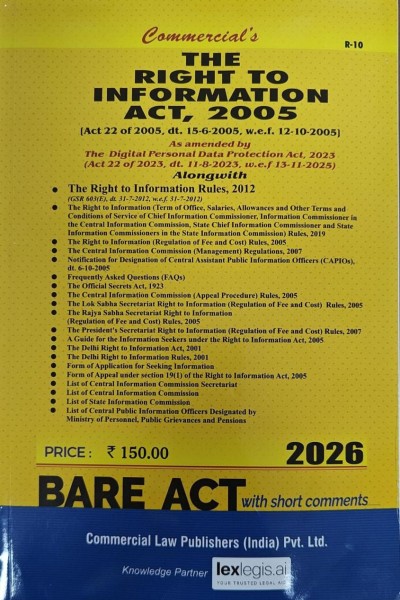 Commercial's
R-10
THE
RIGHT TO
INFORMATION
ACT, 2005
[Act 22 of 2005, dt. 15-6-2005, w.e.f. 12-10-2005]
As amended by
The Digital Personal Data Protection Act, 2023
(Act 22 of 2023, dt. 11-8-2023, w.e.f 13-11-2025)
Alongwith
● The Right to Information Rules, 2012
(GSR 603(E), dt. 31-7-2012, w.e.f. 31-7-2012)
● The Right to Information (Term of Office, Salaries, Allowances and Other Terms and
Conditions of Service of Chief Information Commissioner, Information Commissioner in
the Central Information Commission, State Chief Information Commissioner and State
Information Commissioners in the State Information Commission) Rules, 2019
● The Right to Information (Regulation of Fee and Cost) Rules, 2005
● The Central Information Commission (Management) Regulations, 2007
● Notification for Designation of Central Assistant Public Information Officers (CAPIOs),
dt. 6-10-2005
● Frequently Asked Questions (FAQs)
● The Official Secrets Act, 1923
● The Central Information Commission (Appeal Procedure) Rules, 2005
● The Lok Sabha Secretariat Right to Information (Regulation of Fee and Cost) Rules, 2005
● The Rajya Sabha Secretariat Right to Information
(Regulation of Fee and Cost) Rules, 2005
● The President's Secretariat Right to Information (Regulation of Fee and Cost) Rules, 2007
● A Guide for the Information Seekers under the Right to Information Act, 2005
● The Delhi Right to Information Act, 2001
● The Delhi Right to Information Rules, 2001
● Form of Application for Seeking Information
● Form of Appeal under section 19(1) of the Right to Information Act, 2005
● List of Central Information Commission Secretariat
● List of Central Information Commission
● List of State Information Commission
● List of Central Public Information Officers Designated by
Ministry of Personnel, Public Grievances and Pensions
PRICE : ₹ 150.00
2026
BARE ACT with short comments
Commercial Law Publishers (India) Pvt. Ltd.
Knowledge Partner
lexlegis.ai
YOUR TRUSTED LEGAL AI